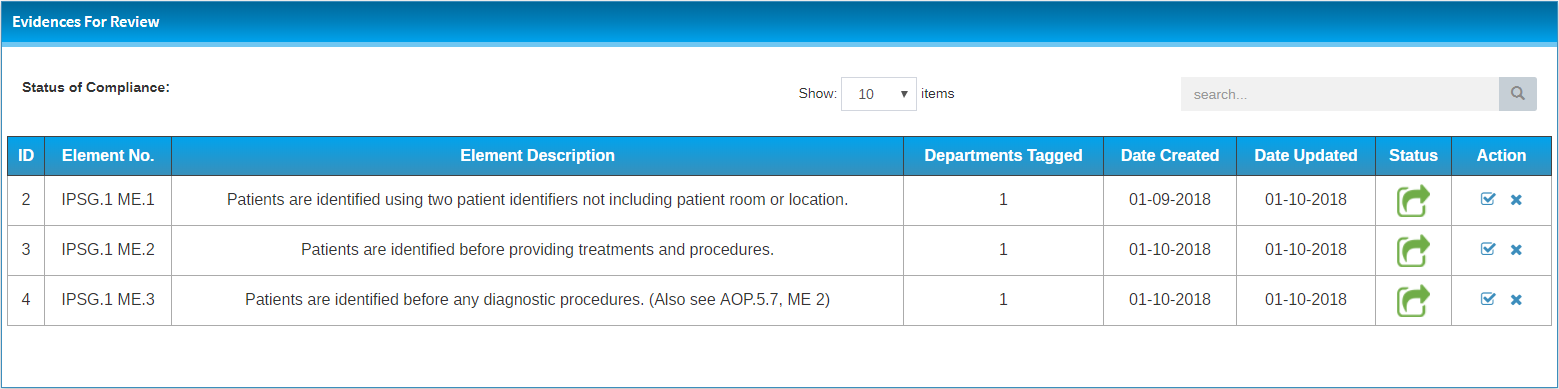 Evidences For Review
Status of Compliance:
Show: 10 items
search...
ID Element No. Element Description Departments Tagged Date Created Date Updated Status Action
2 IPSG.1 ME.1 Patients are identified using two patient identifiers not including patient room or location. 1 01-09-2018 01-10-2018
3 IPSG.1 ME.2 Patients are identified before providing treatments and procedures. 1 01-10-2018 01-10-2018
4 IPSG.1 ME.3 Patients are identified before any diagnostic procedures. (Also see AOP.5.7, ME 2) 1 01-10-2018 01-10-2018